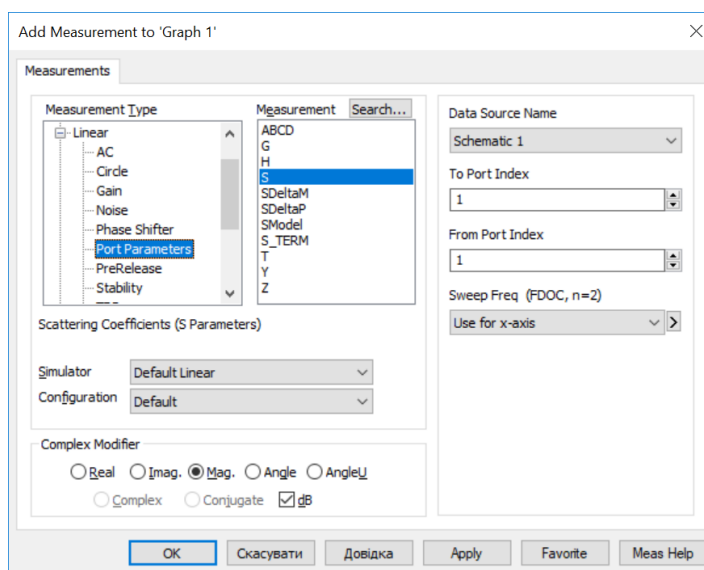 Add Measurement to 'Graph 1'
Measurements
Measurement Type
Linear
AC
Circle
Gain
Noise
Phase Shifter
Port Parameters
PreRelease
Stability
Measurement Search...
ABCD
G
H
S
SDeltaM
SDeltaP
SModel
S_TERM
T
Y
Z
Scattering Coefficients (S Parameters)
Simulator Default Linear
Configuration Default
Complex Modifier
Real Imag. Mag. Angle AngleU
Complex Conjugate dB
Data Source Name
Schematic 1
To Port Index
1
From Port Index
1
Sweep Freq (FDOC, n=2)
Use for x-axis
OK Скасувати Довідка Apply Favorite Meas Help